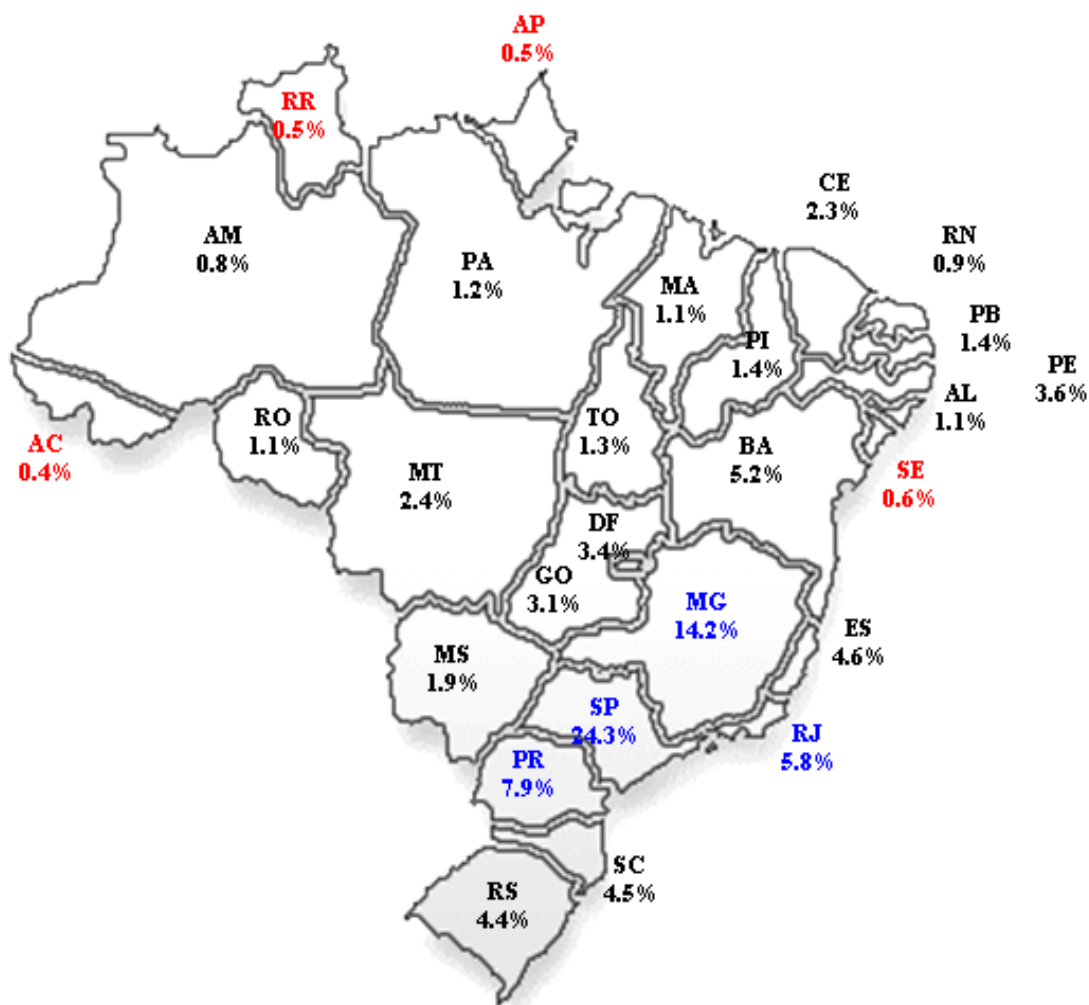 AP
0.5%
RR
0.5%
CE
2.3%
AM
0.8%
RN
0.9%
PA
1.2%
MA
1.1%
PB
1.4%
PI
1.4%
PE
3.6%
AL
1.1%
RO
1.1%
TO
1.3%
AC
0.4%
BA
5.2%
MT
2.4%
SE
0.6%
DF
3.4%
GO
3.1%
MG
14.2%
ES
4.6%
MS
1.9%
SP
24.3%
RJ
5.8%
PR
7.9%
SC
4.5%
RS
4.4%